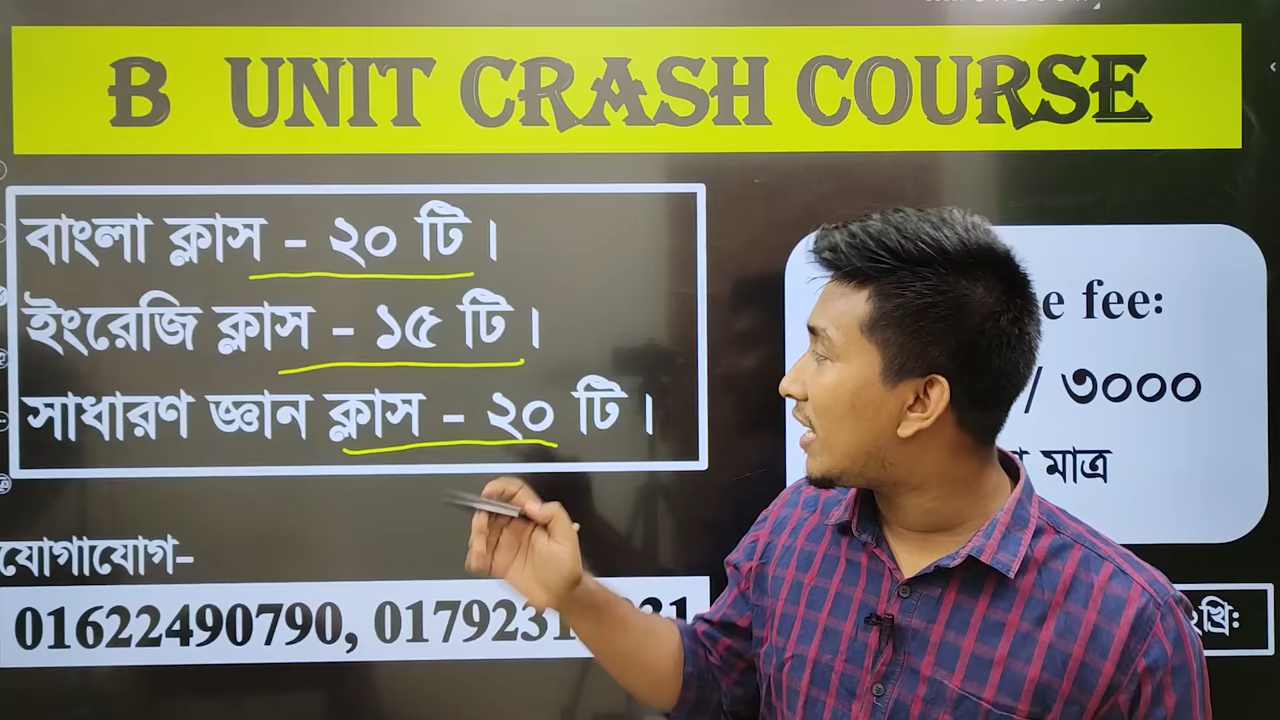 B UNIT CRASH COURSE
বাংলা ক্লাস - ২০ টি।
ইংরেজি ক্লাস - ১৫ টি।
সাধারণ জ্ঞান ক্লাস - ২০ টি।
fee:
/ ৩০০০
মাত্র
যোগাযোগ-
01622490790,